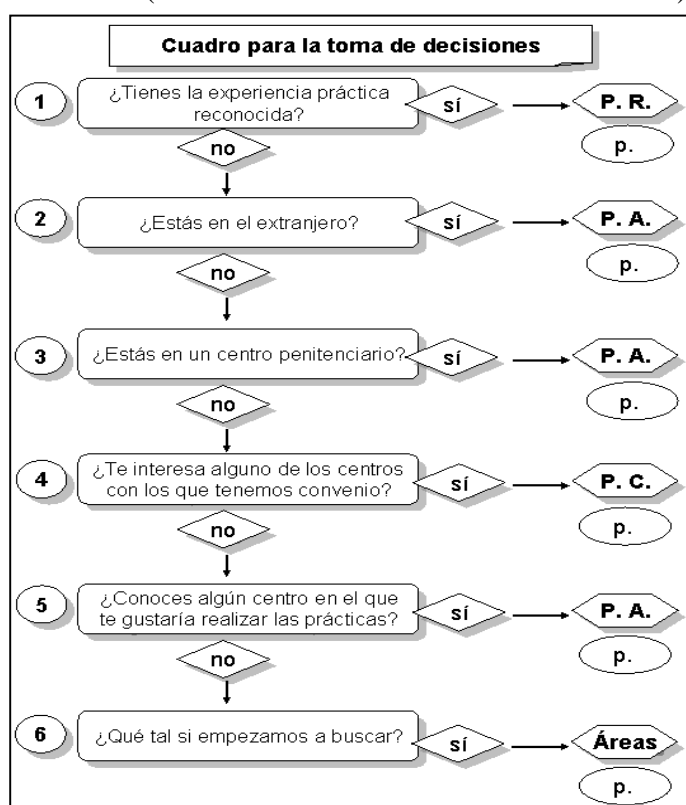 Cuadro para la toma de decisiones
1
¿Tienes la experiencia práctica
reconocida?
sí
P. R.
p.
no
2
¿Estás en el extranjero?
sí
P. A.
p.
no
3
¿Estás en un centro penitenciario?
sí
P. A.
p.
no
4
¿Te interesa alguno de los centros
con los que tenemos convenio?
sí
P. C.
p.
no
5
¿Conoces algún centro en el que
te gustaría realizar las prácticas?
sí
P. A.
p.
no
6
¿Qué tal si empezamos a buscar?
sí
Áreas
p.